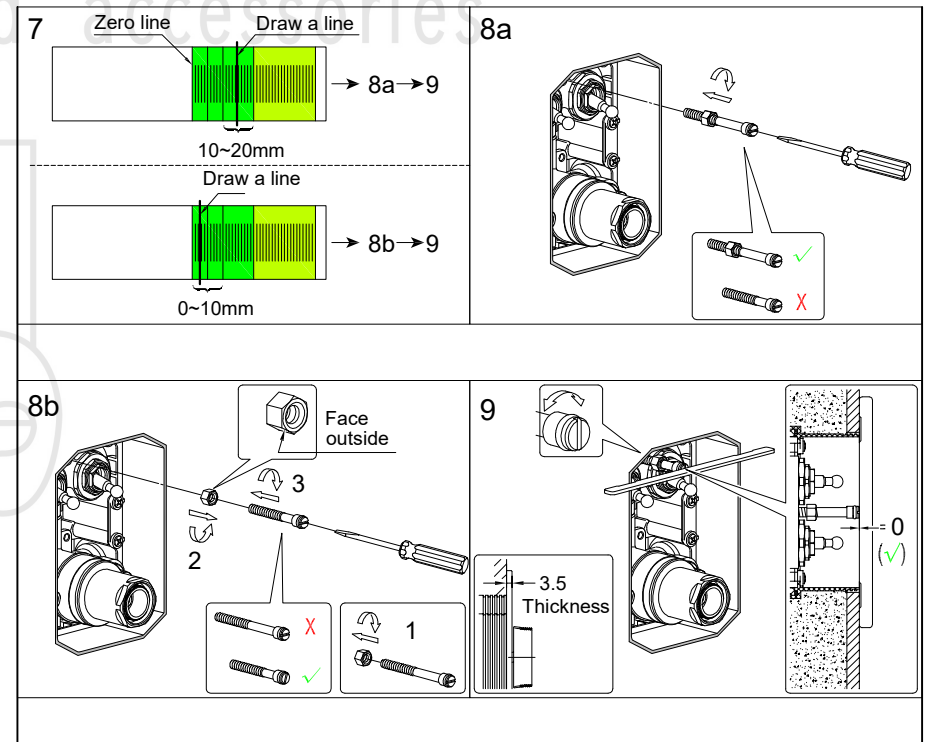 d accessories
7
Zero line
Draw a line
→ 8a→9
10~20mm
Draw a line
→ 8b→9
0~10mm
8a
√
X
8b
Face
outside
3
2
X
√
1
9
3.5
Thickness
=0
(√)